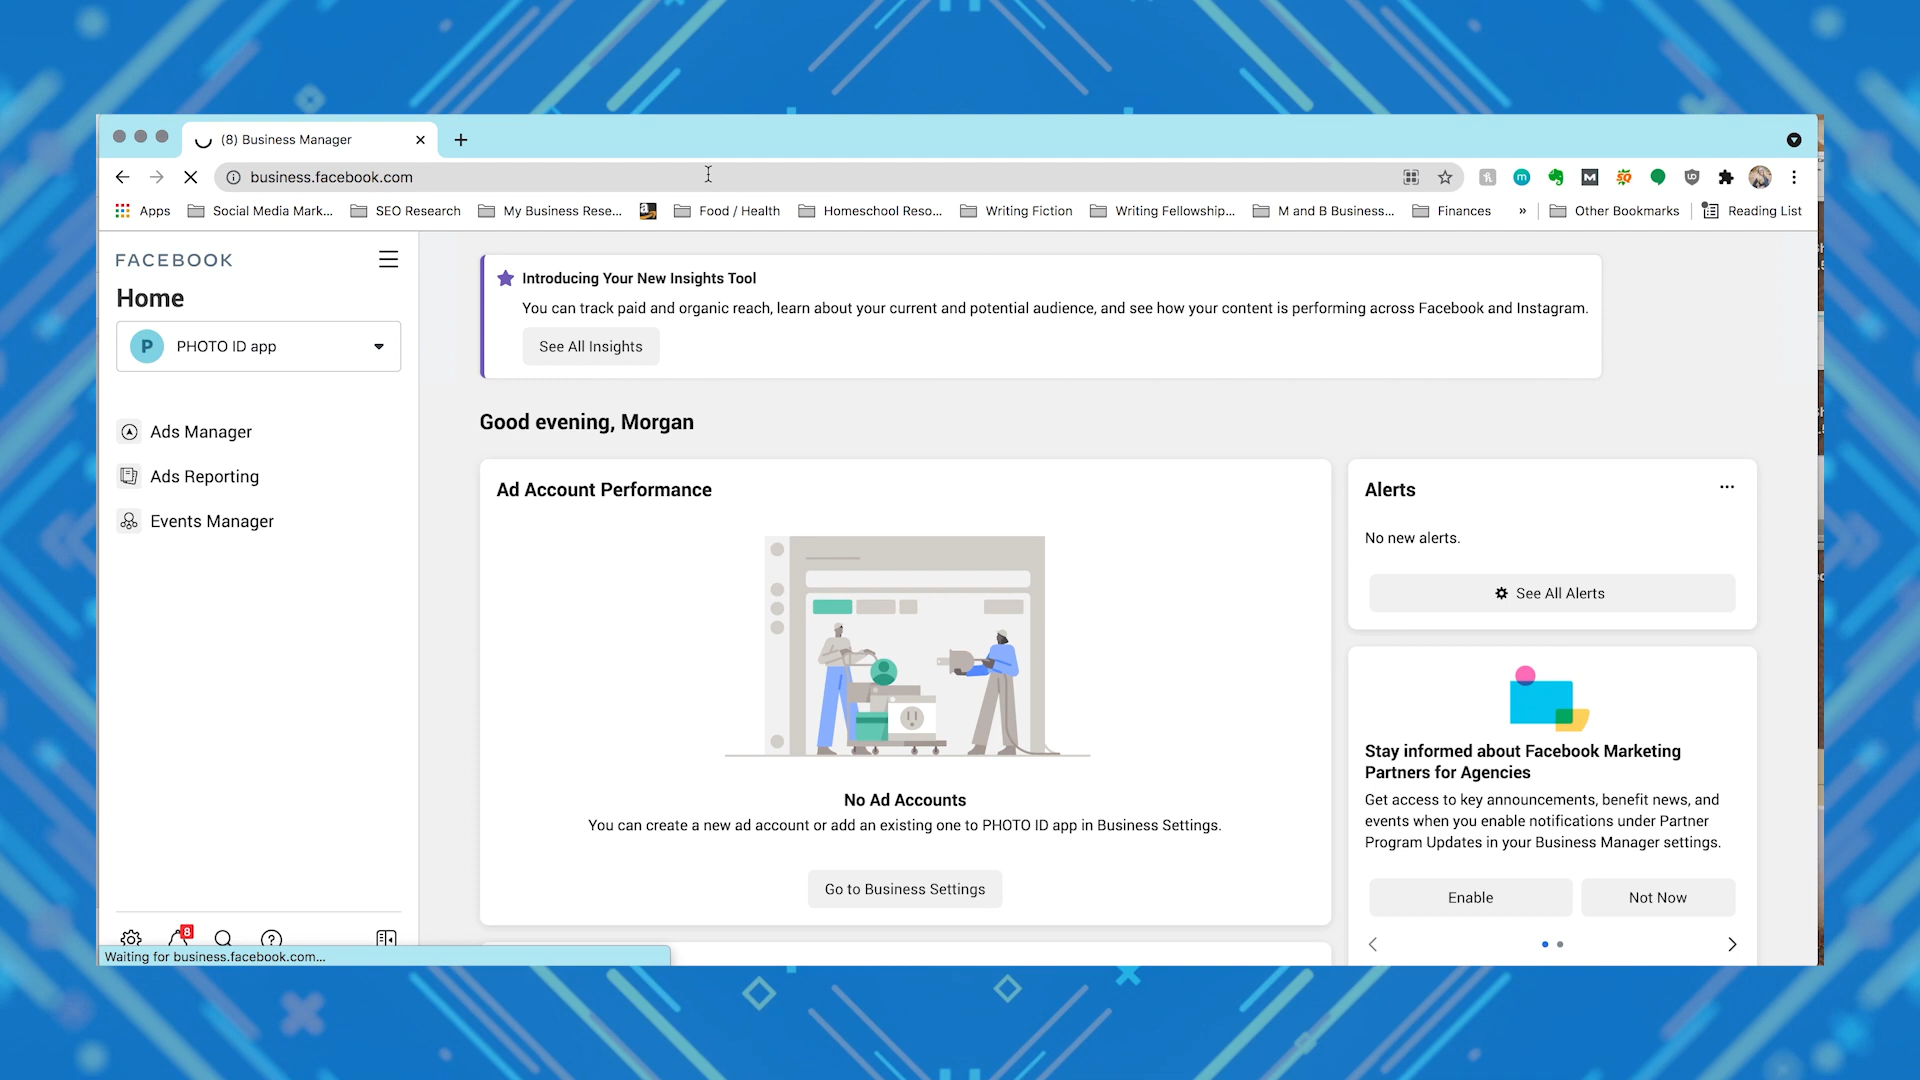 (8) Business Manager
business.facebook.com
Apps
Social Media Mark...
SEO Research
My Business Rese...
Food / Health
Homeschool Reso...
Writing Fiction
Writing Fellowship...
M and B Business...
Finances
»
Other Bookmarks
Reading List
FACEBOOK
Home
P
PHOTO ID app
Ads Manager
Ads Reporting
Events Manager
8
Waiting for business.facebook.com...
Introducing Your New Insights Tool
You can track paid and organic reach, learn about your current and potential audience, and see how your content is performing across Facebook and Instagram.
See All Insights
Good evening, Morgan
Ad Account Performance
No Ad Accounts
You can create a new ad account or add an existing one to PHOTO ID app in Business Settings.
Go to Business Settings
Alerts
No new alerts.
See All Alerts
Stay informed about Facebook Marketing
Partners for Agencies
Get access to key announcements, benefit news, and
events when you enable notifications under Partner
Program Updates in your Business Manager settings.
Enable
Not Now